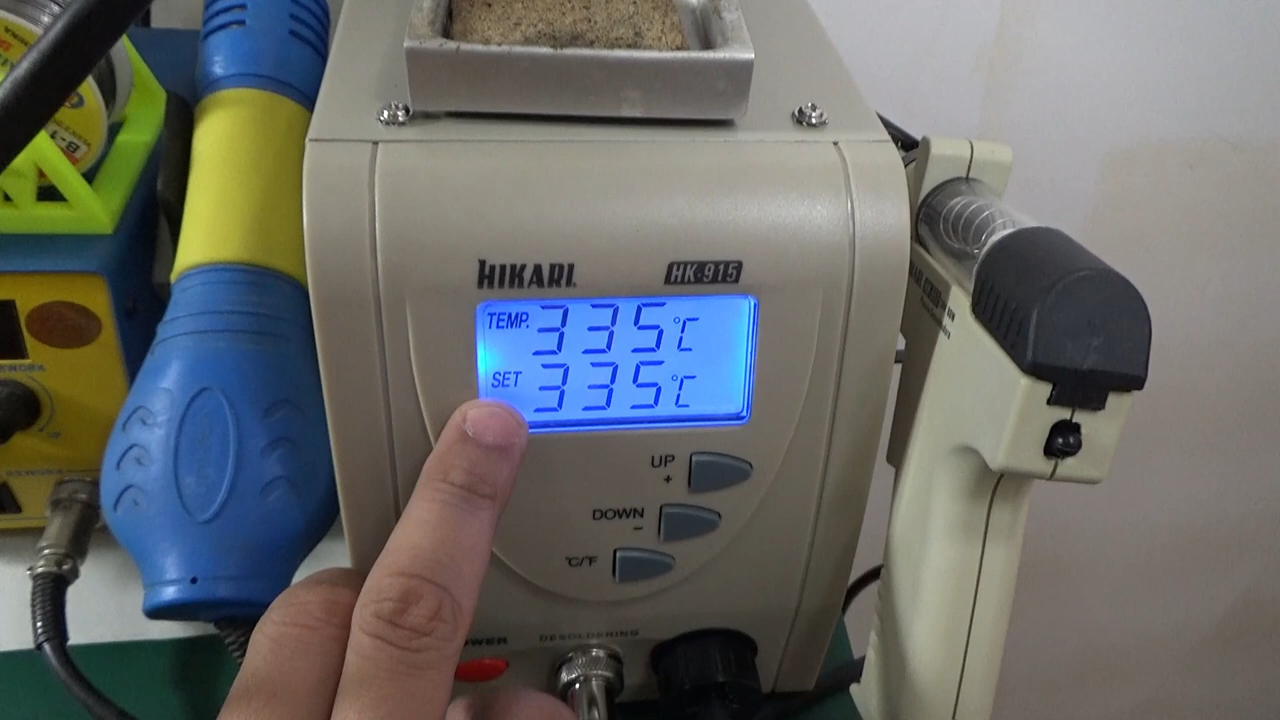 HIKARI
HK-915
TEMP. 335°C
SET 335°C
UP
+
DOWN
−
°C/F
DESOLDERING